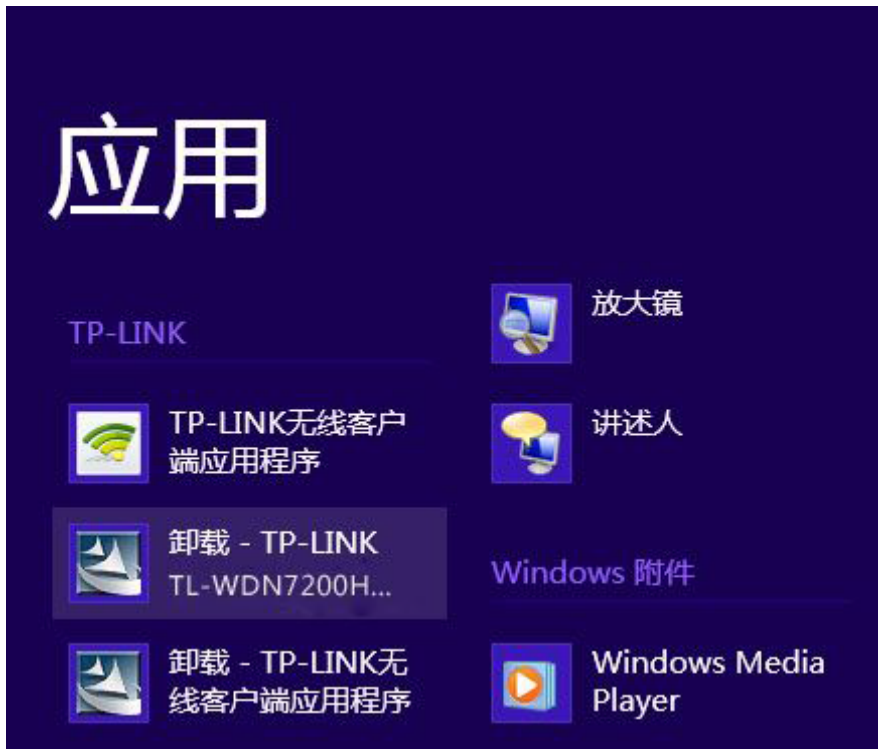 应用
TP-LINK
TP-LINK无线客户
端应用程序
卸载 - TP-LINK
TL-WDN7200H...
卸载 - TP-LINK无
线客户端应用程序
放大镜
讲述人
Windows 附件
Windows Media
Player